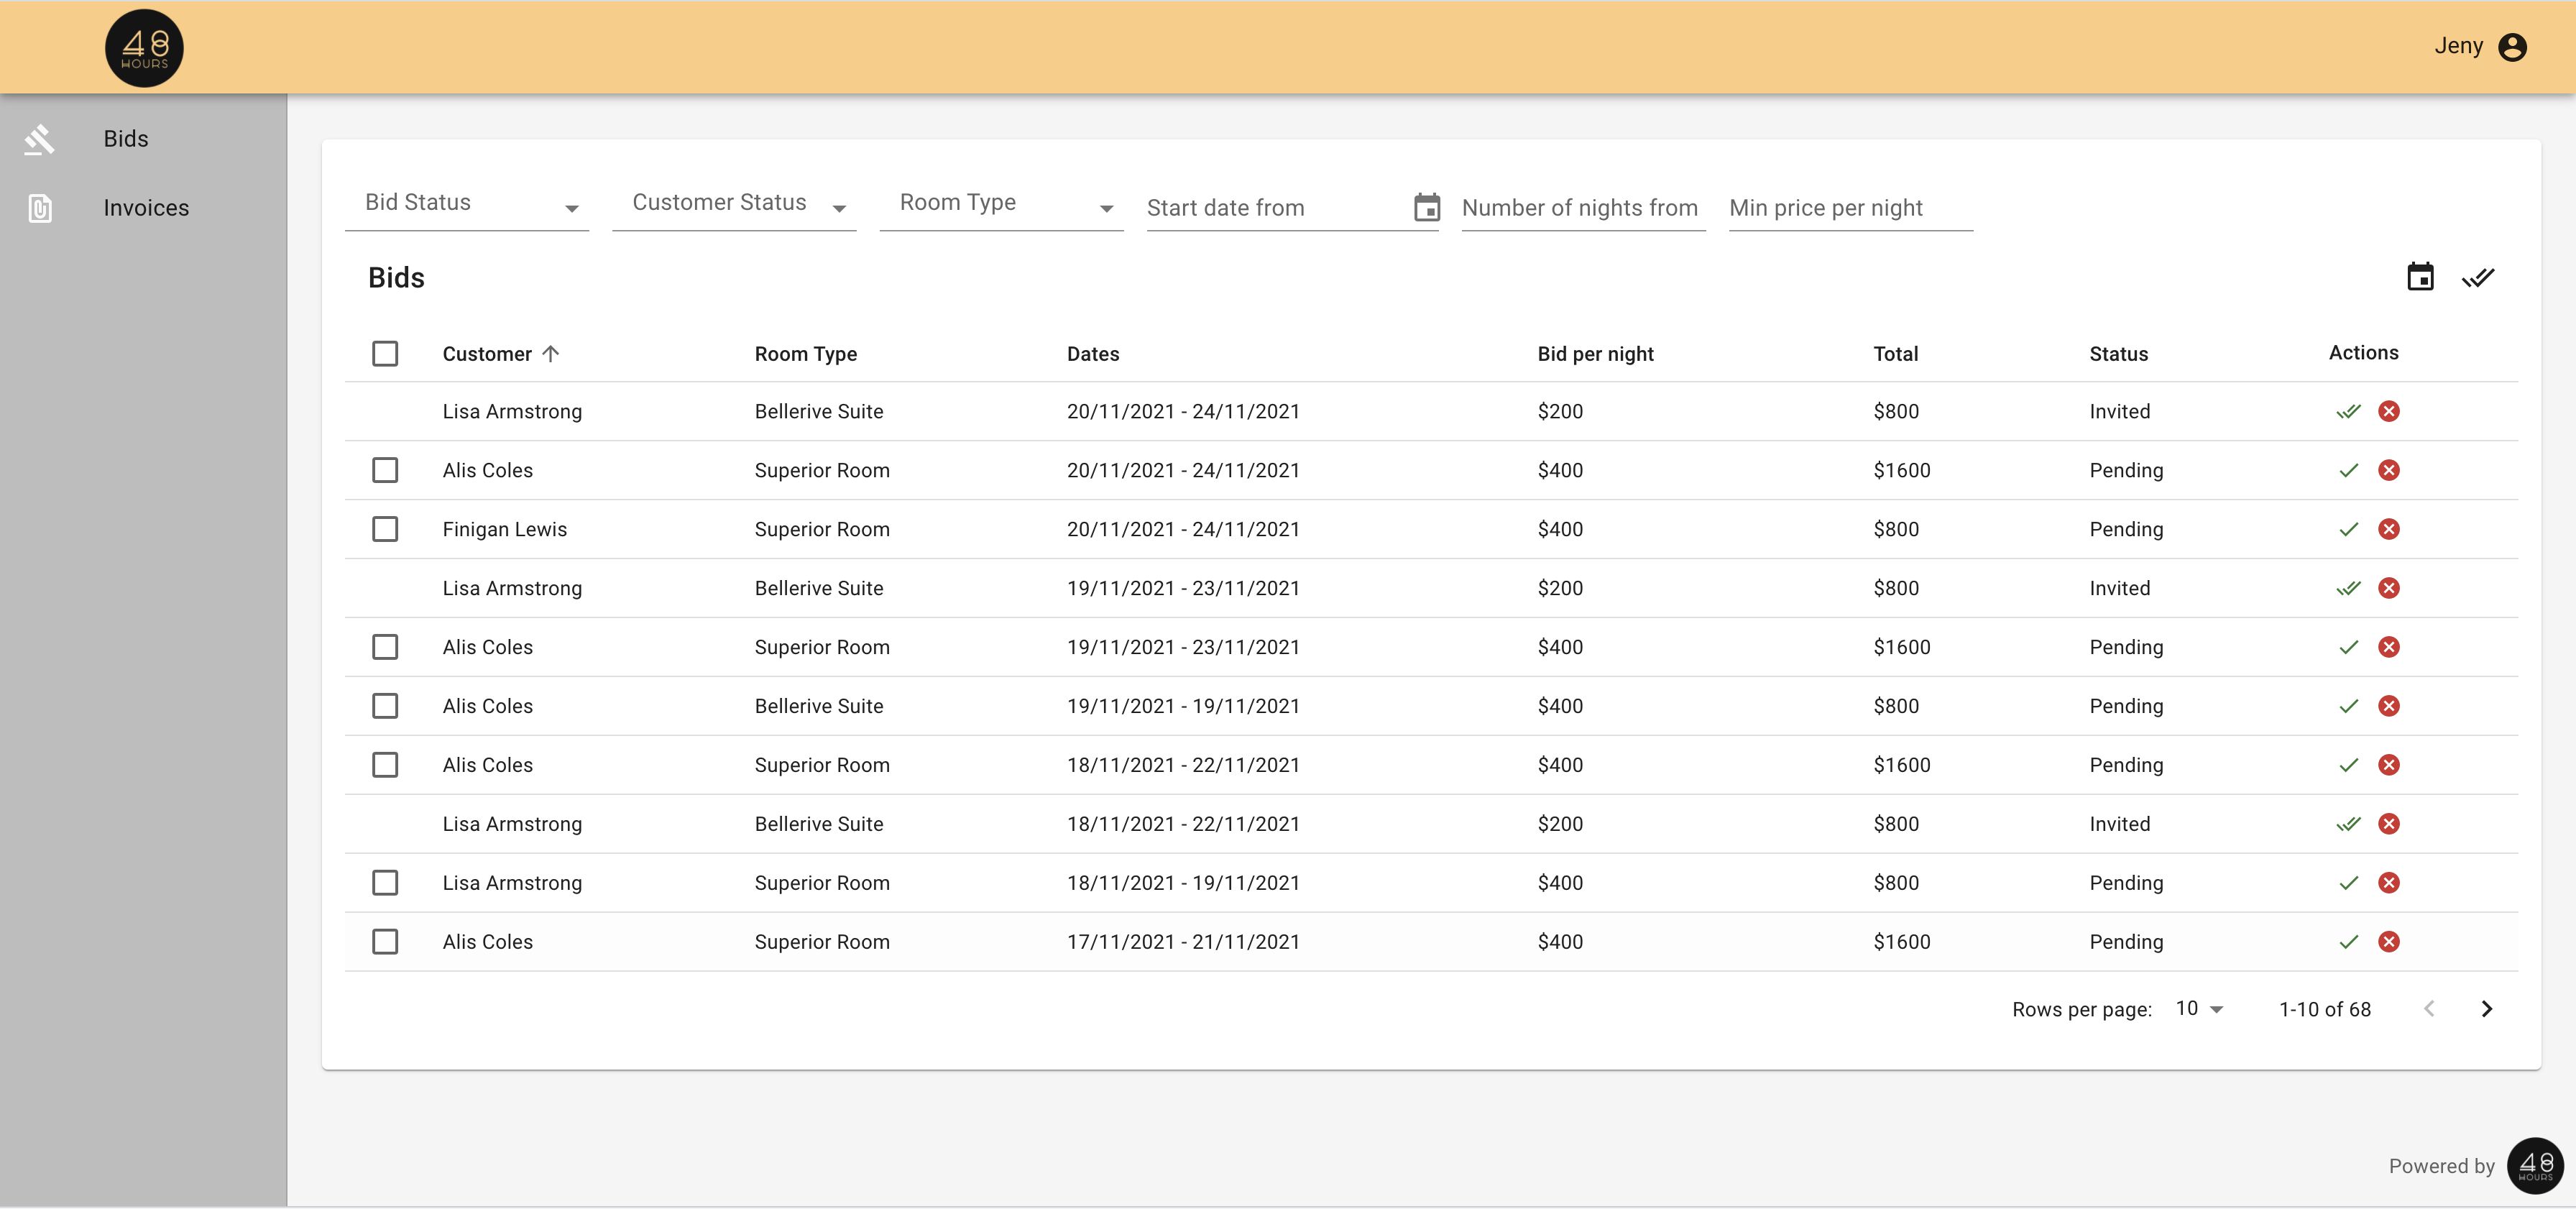 48
HOURS
Jeny
Bids
Invoices
Bid Status Customer Status Room Type Start date from Number of nights from Min price per night
Bids
Customer Room Type Dates Bid per night Total Status Actions
Lisa Armstrong Bellerive Suite 20/11/2021 - 24/11/2021 $200 $800 Invited
Alis Coles Superior Room 20/11/2021 - 24/11/2021 $400 $1600 Pending
Finigan Lewis Superior Room 20/11/2021 - 24/11/2021 $400 $800 Pending
Lisa Armstrong Bellerive Suite 19/11/2021 - 23/11/2021 $200 $800 Invited
Alis Coles Superior Room 19/11/2021 - 23/11/2021 $400 $1600 Pending
Alis Coles Bellerive Suite 19/11/2021 - 19/11/2021 $400 $800 Pending
Alis Coles Superior Room 18/11/2021 - 22/11/2021 $400 $1600 Pending
Lisa Armstrong Bellerive Suite 18/11/2021 - 22/11/2021 $200 $800 Invited
Lisa Armstrong Superior Room 18/11/2021 - 19/11/2021 $400 $800 Pending
Alis Coles Superior Room 17/11/2021 - 21/11/2021 $400 $1600 Pending
Rows per page: 10 1-10 of 68
Powered by
48
HOURS